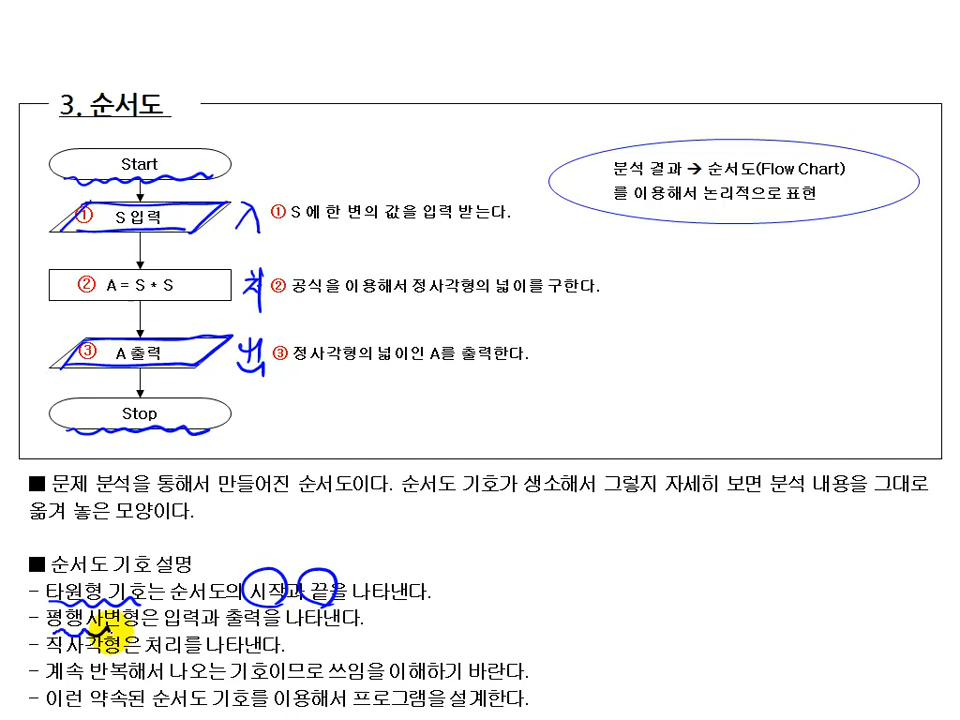 3. 순서도
Start
① S 입력
① S 에 한 변의 값을 입력 받는다.
② A = S * S
② 공식을 이용해서 정사각형의 넓이를 구한다.
③ A 출력
③ 정사각형의 넓이인 A를 출력한다.
Stop
분석 결과 → 순서도(Flow Chart)
를 이용해서 논리적으로 표현
■ 문제 분석을 통해서 만들어진 순서도이다. 순서도 기호가 생소해서 그렇지 자세히 보면 분석 내용을 그대로
옮겨 놓은 모양이다.
■ 순서도 기호 설명
- 타원형 기호는 순서도의 시작과 끝을 나타낸다.
- 평행사변형은 입력과 출력을 나타낸다.
- 직사각형은 처리를 나타낸다.
- 계속 반복해서 나오는 기호이므로 쓰임을 이해하기 바란다.
- 이런 약속된 순서도 기호를 이용해서 프로그램을 설계한다.